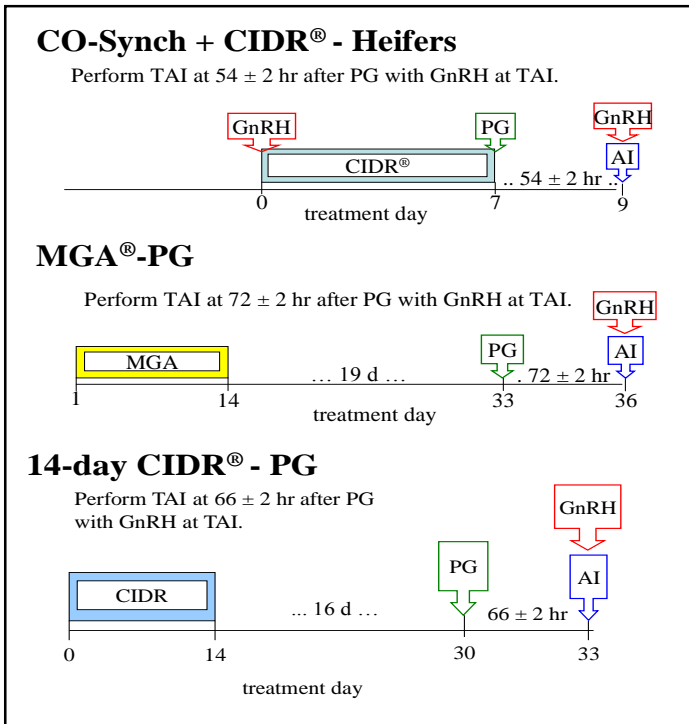 CO-Synch + CIDR® - Heifers
Perform TAI at 54 ± 2 hr after PG with GnRH at TAI.
GnRH
PG
GnRH
CIDR®
AI
.. 54 ± 2 hr ..
0
7
9
treatment day
MGA®-PG
Perform TAI at 72 ± 2 hr after PG with GnRH at TAI.
GnRH
MGA
PG
AI
… 19 d …
. 72 ± 2 hr
1
14
33
36
treatment day
14-day CIDR® - PG
Perform TAI at 66 ± 2 hr after PG
with GnRH at TAI.
GnRH
PG
AI
CIDR
... 16 d …
66 ± 2 hr
0
14
30
33
treatment day